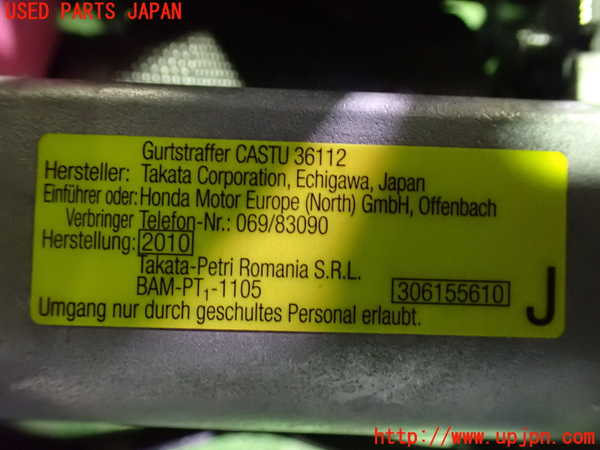 USED PARTS JAPAN
Gurtstraffer CASTU 36112
Hersteller: Takata Corporation, Echigawa, Japan
Einführer oder: Honda Motor Europe (North) GmbH, Offenbach
Verbringer Telefon-Nr.: 069/83090
Herstellung: 2010
Takata-Petri Romania S.R.L.
BAM-PT₁-1105 306155610 J
Umgang nur durch geschultes Personal erlaubt.
http://www.upjpn.com/